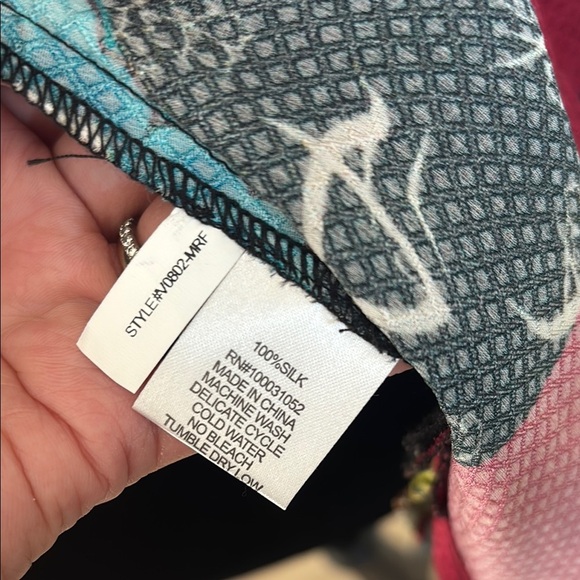 STYLE#V0802-MRF
100%SILK
RN#100031052
MADE IN CHINA
MACHINE WASH
DELICATE CYCLE
COLD WATER
NO BLEACH
TUMBLE DRY LOW